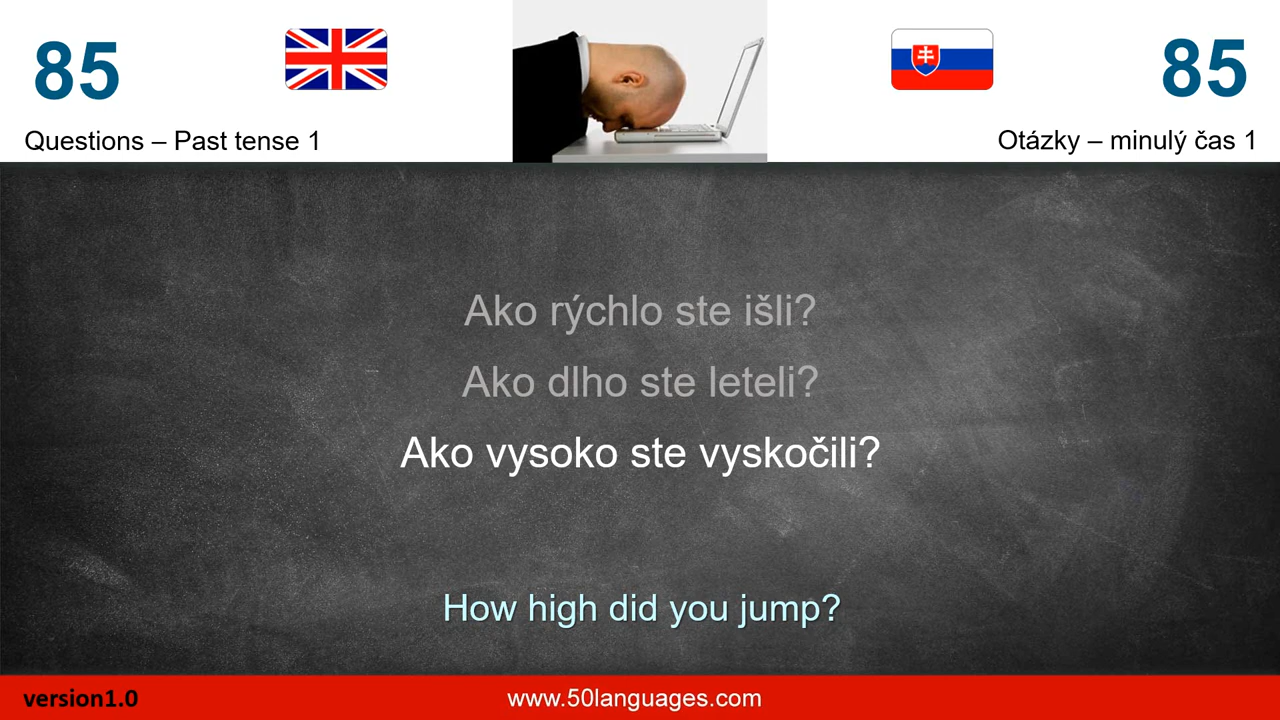 85
85
Questions – Past tense 1
Otázky – minulý čas 1
Ako rýchlo ste išli?
Ako dlho ste leteli?
Ako vysoko ste vyskočili?
How high did you jump?
version1.0
www.50languages.com